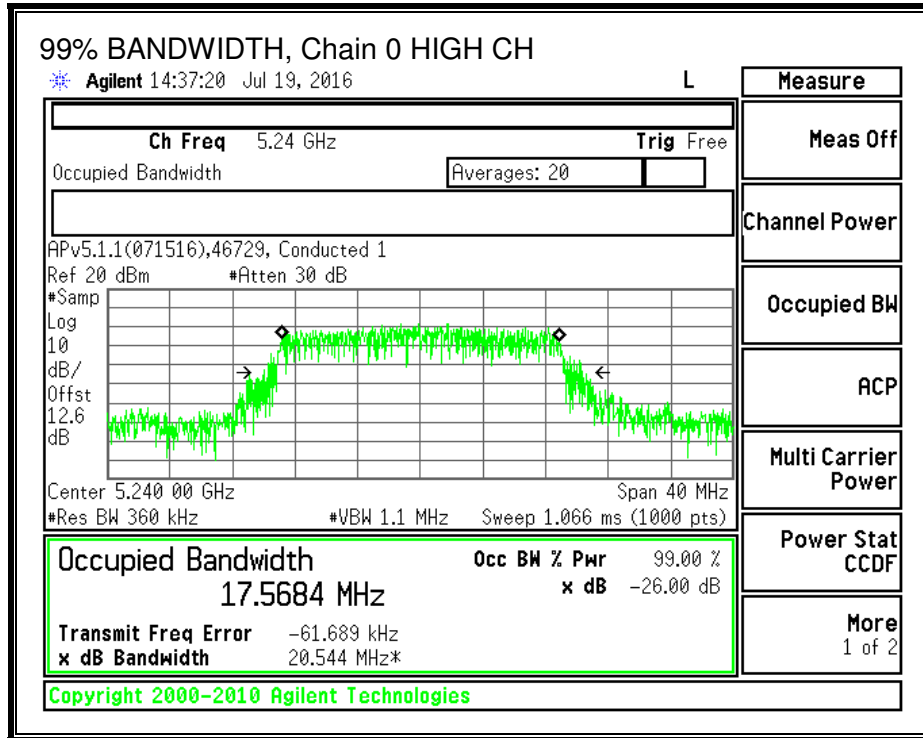 99% BANDWIDTH, Chain 0 HIGH CH
Agilent 14:37:20 Jul 19, 2016 L
Measure
Ch Freq 5.24 GHz Trig Free
Meas Off
Occupied Bandwidth Averages: 20
Channel Power
APv5.1.1(071516),46729, Conducted 1
Ref 20 dBm #Atten 30 dB
#Samp
Log
10
dB/
Offst
12.6
dB
Occupied BW
ACP
Multi Carrier
Power
Center 5.240 00 GHz Span 40 MHz
#Res BW 360 kHz #VBW 1.1 MHz Sweep 1.066 ms (1000 pts)
Occupied Bandwidth Occ BW % Pwr 99.00 %
17.5684 MHz x dB -26.00 dB
Power Stat
CCDF
Transmit Freq Error -61.689 kHz
x dB Bandwidth 20.544 MHz*
More
1 of 2
Copyright 2000-2010 Agilent Technologies